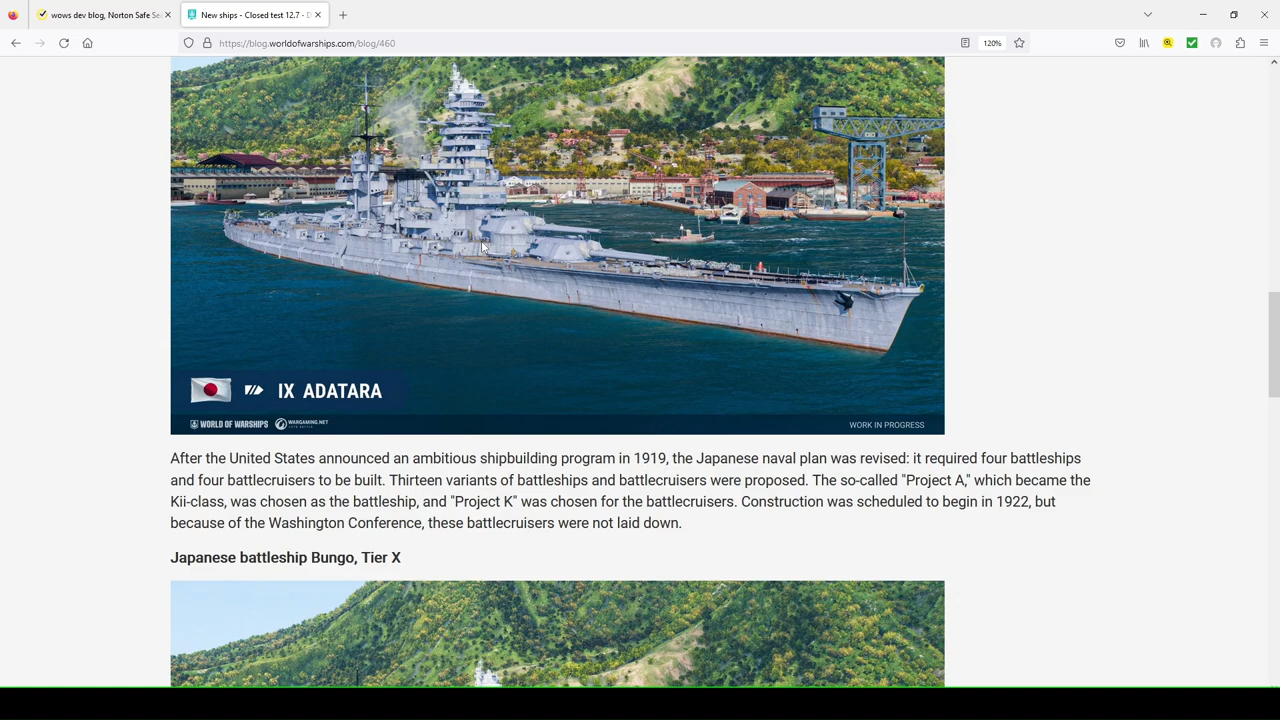 wows dev blog, Norton Safe Se
New ships - Closed test 12.7 - D
https://blog.worldofwarships.com/blog/460
120%
IX ADATARA
WORLD OF WARSHIPS
WARGAMING.NET
WORK IN PROGRESS
After the United States announced an ambitious shipbuilding program in 1919, the Japanese naval plan was revised: it required four battleships
and four battlecruisers to be built. Thirteen variants of battleships and battlecruisers were proposed. The so-called "Project A," which became the
Kii-class, was chosen as the battleship, and "Project K" was chosen for the battlecruisers. Construction was scheduled to begin in 1922, but
because of the Washington Conference, these battlecruisers were not laid down.
Japanese battleship Bungo, Tier X